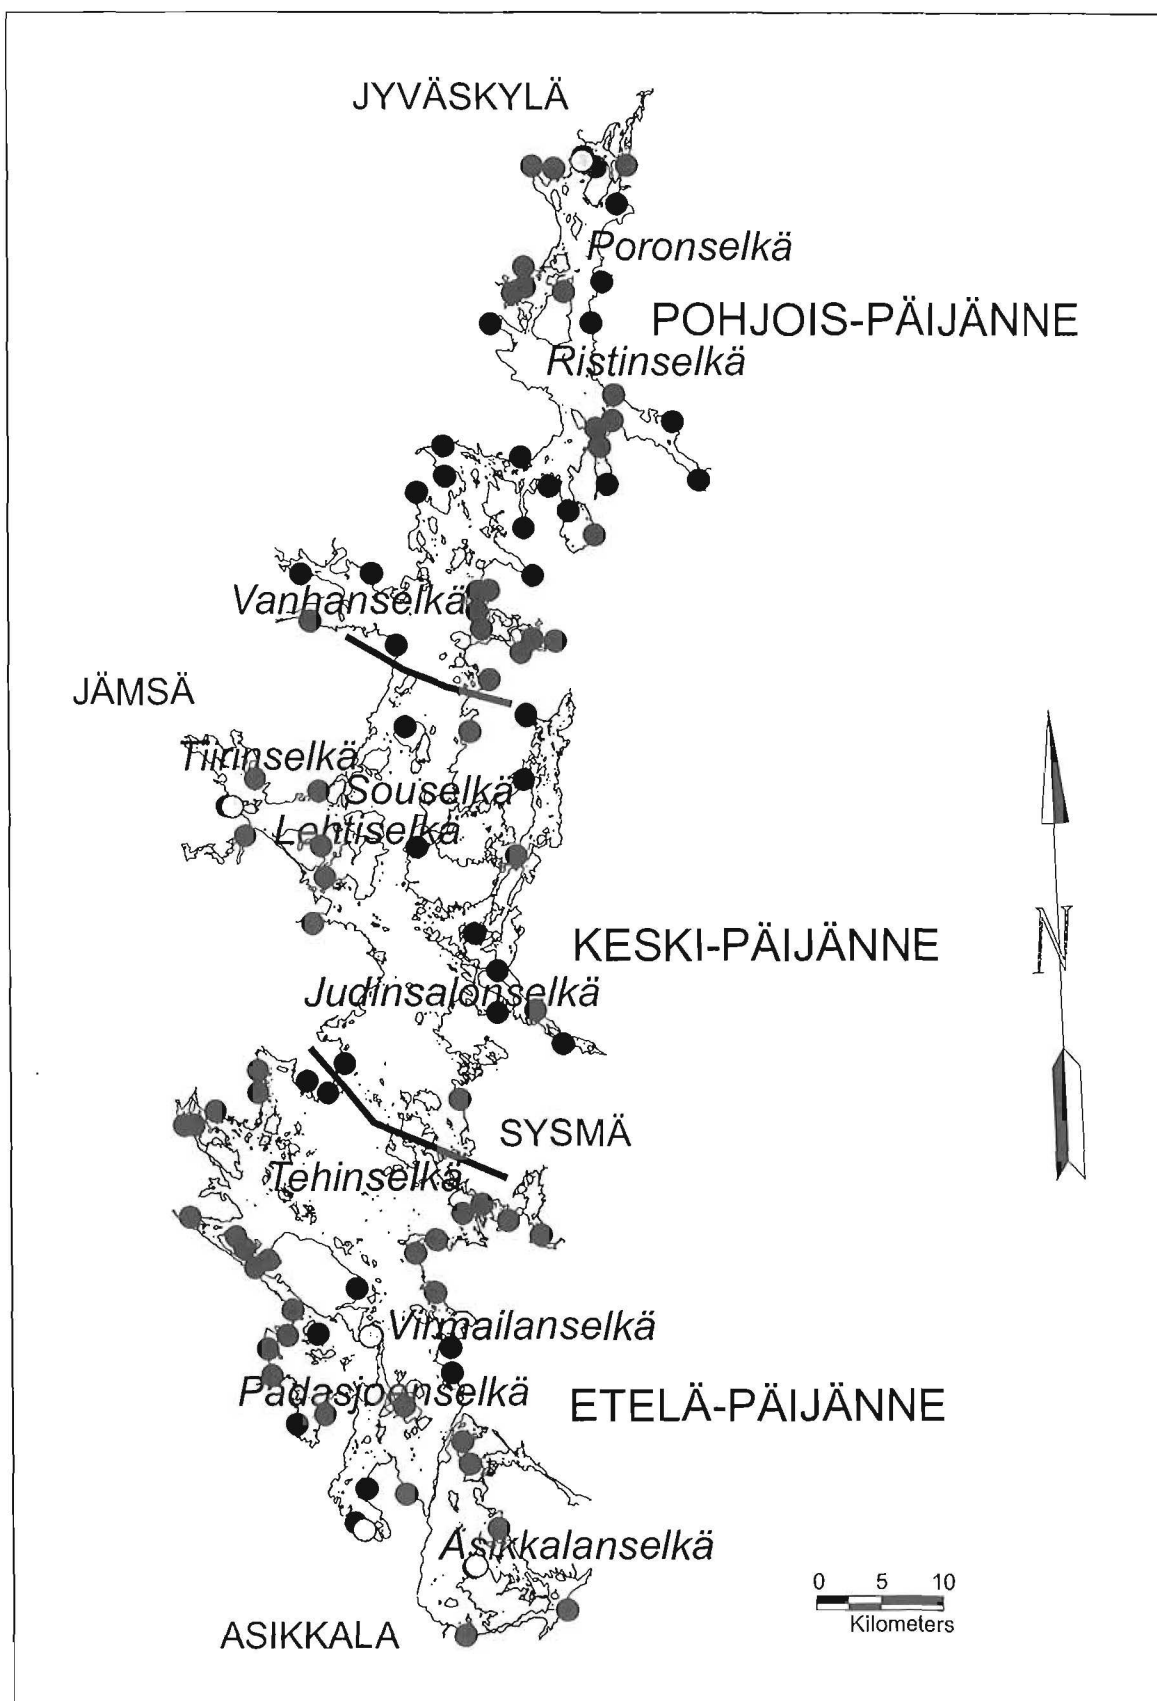 JYVÄSKYLÄ
Poronselkä
POHJOIS-PÄIJÄNNE
Ristinselkä
Vanhanselkä
JÄMSÄ
Tiirinselkä
Souselkä
Lehtiselkä
N
KESKI-PÄIJÄNNE
Judinsalonselkä
SYSMÄ
Tehinselkä
Virmailanselkä
Padasjoenselkä
ETELÄ-PÄIJÄNNE
Asikkalanselkä
0 5 10
Kilometers
ASIKKALA